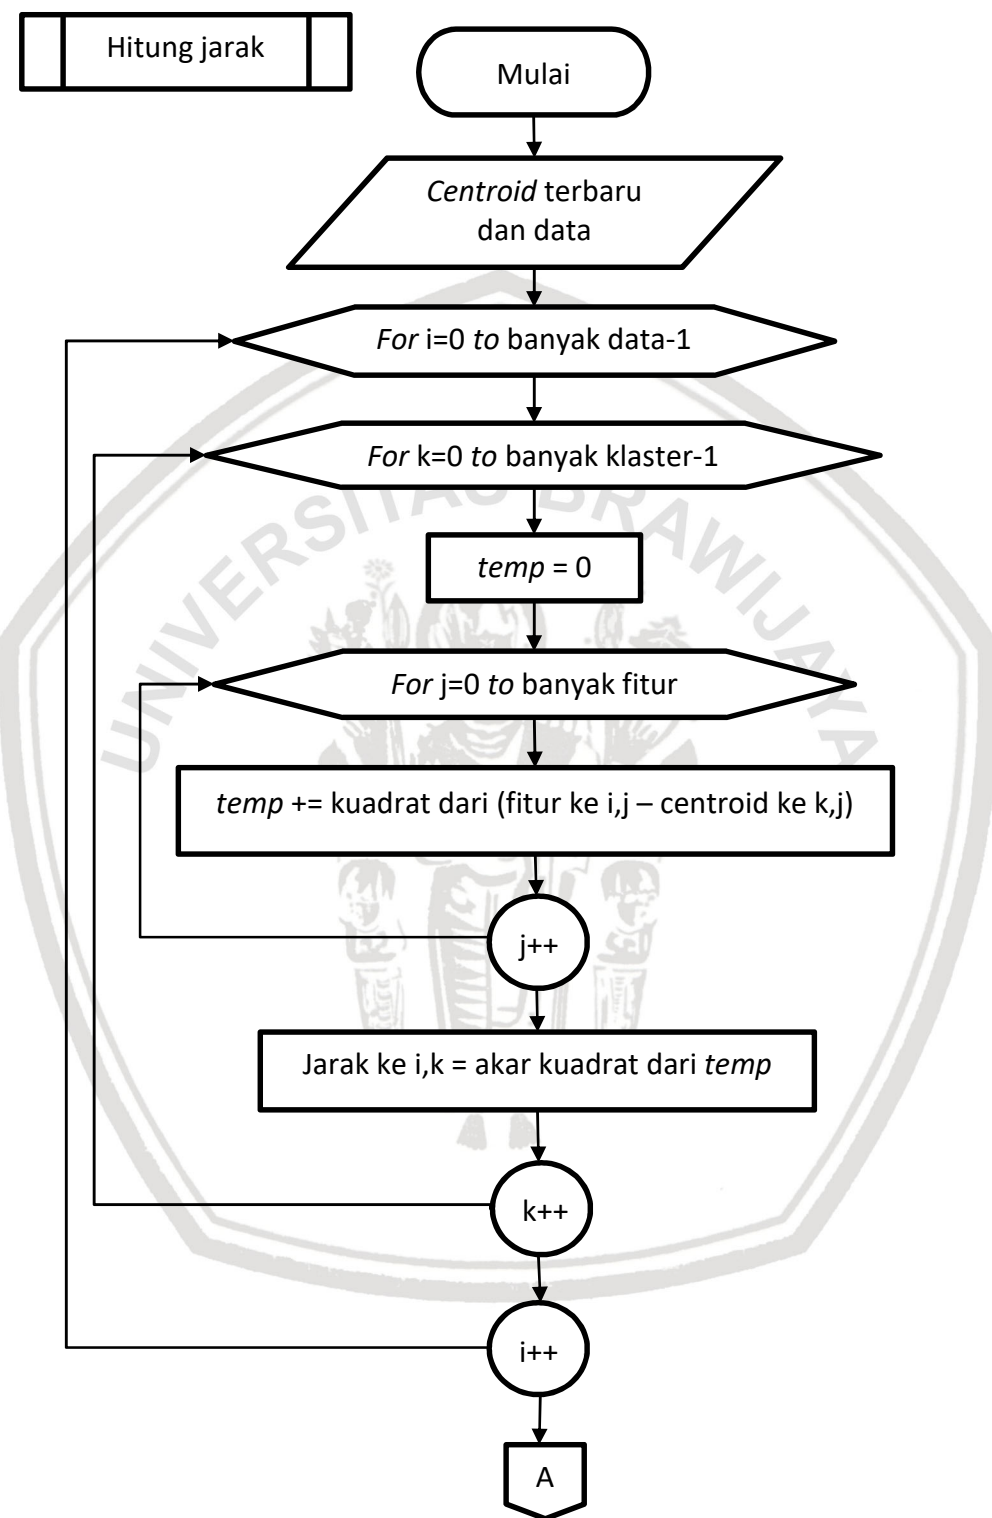 Hitung jarak
Mulai
Centroid terbaru
dan data
For i=0 to banyak data-1
For k=0 to banyak klaster-1
UNIVERSITAS BRAWIJAYA
temp = 0
For j=0 to banyak fitur
temp += kuadrat dari (fitur ke i,j – centroid ke k,j)
j++
Jarak ke i,k = akar kuadrat dari temp
k++
i++
A